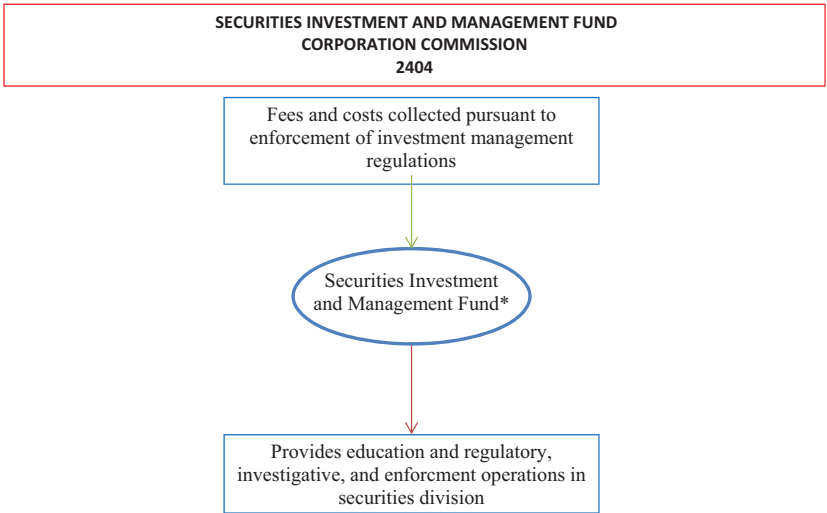 SECURITIES INVESTMENT AND MANAGEMENT FUND
CORPORATION COMMISSION
2404
Fees and costs collected pursuant to
enforcement of investment management
regulations
Securities Investment
and Management Fund*
Provides education and regulatory,
investigative, and enforcment operations in
securities division